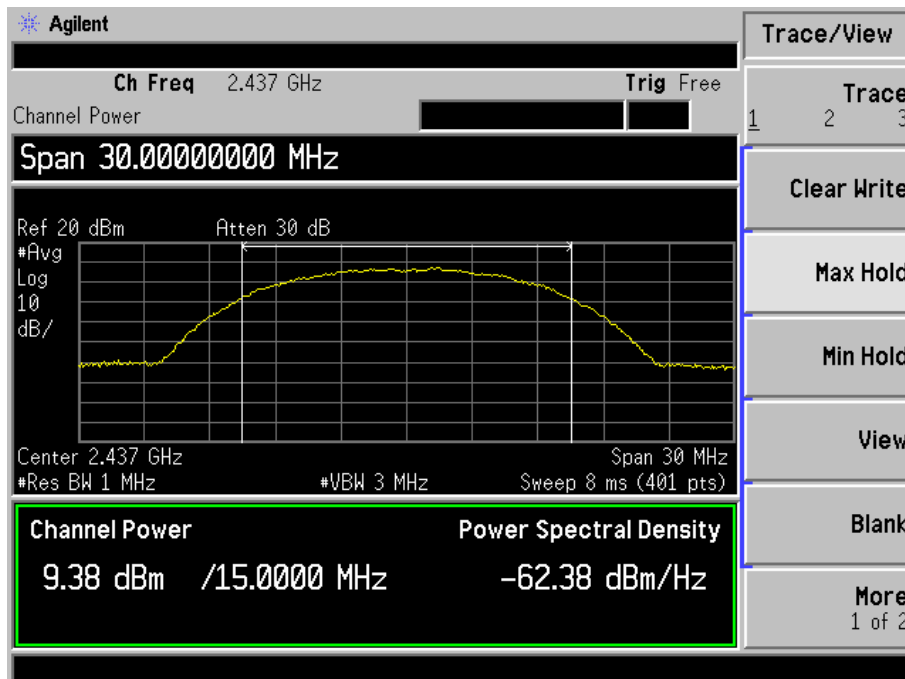 Agilent
Trace/View
Ch Freq 2.437 GHz Trig Free
Channel Power
Trace
1 2 3
Span 30.00000000 MHz
Clear Write
Ref 20 dBm Atten 30 dB
#Avg
Log
10
dB/
Max Hold
Min Hold
View
Center 2.437 GHz Span 30 MHz
#Res BW 1 MHz #VBW 3 MHz Sweep 8 ms (401 pts)
Channel Power Power Spectral Density
9.38 dBm /15.0000 MHz -62.38 dBm/Hz
Blank
More
1 of 2